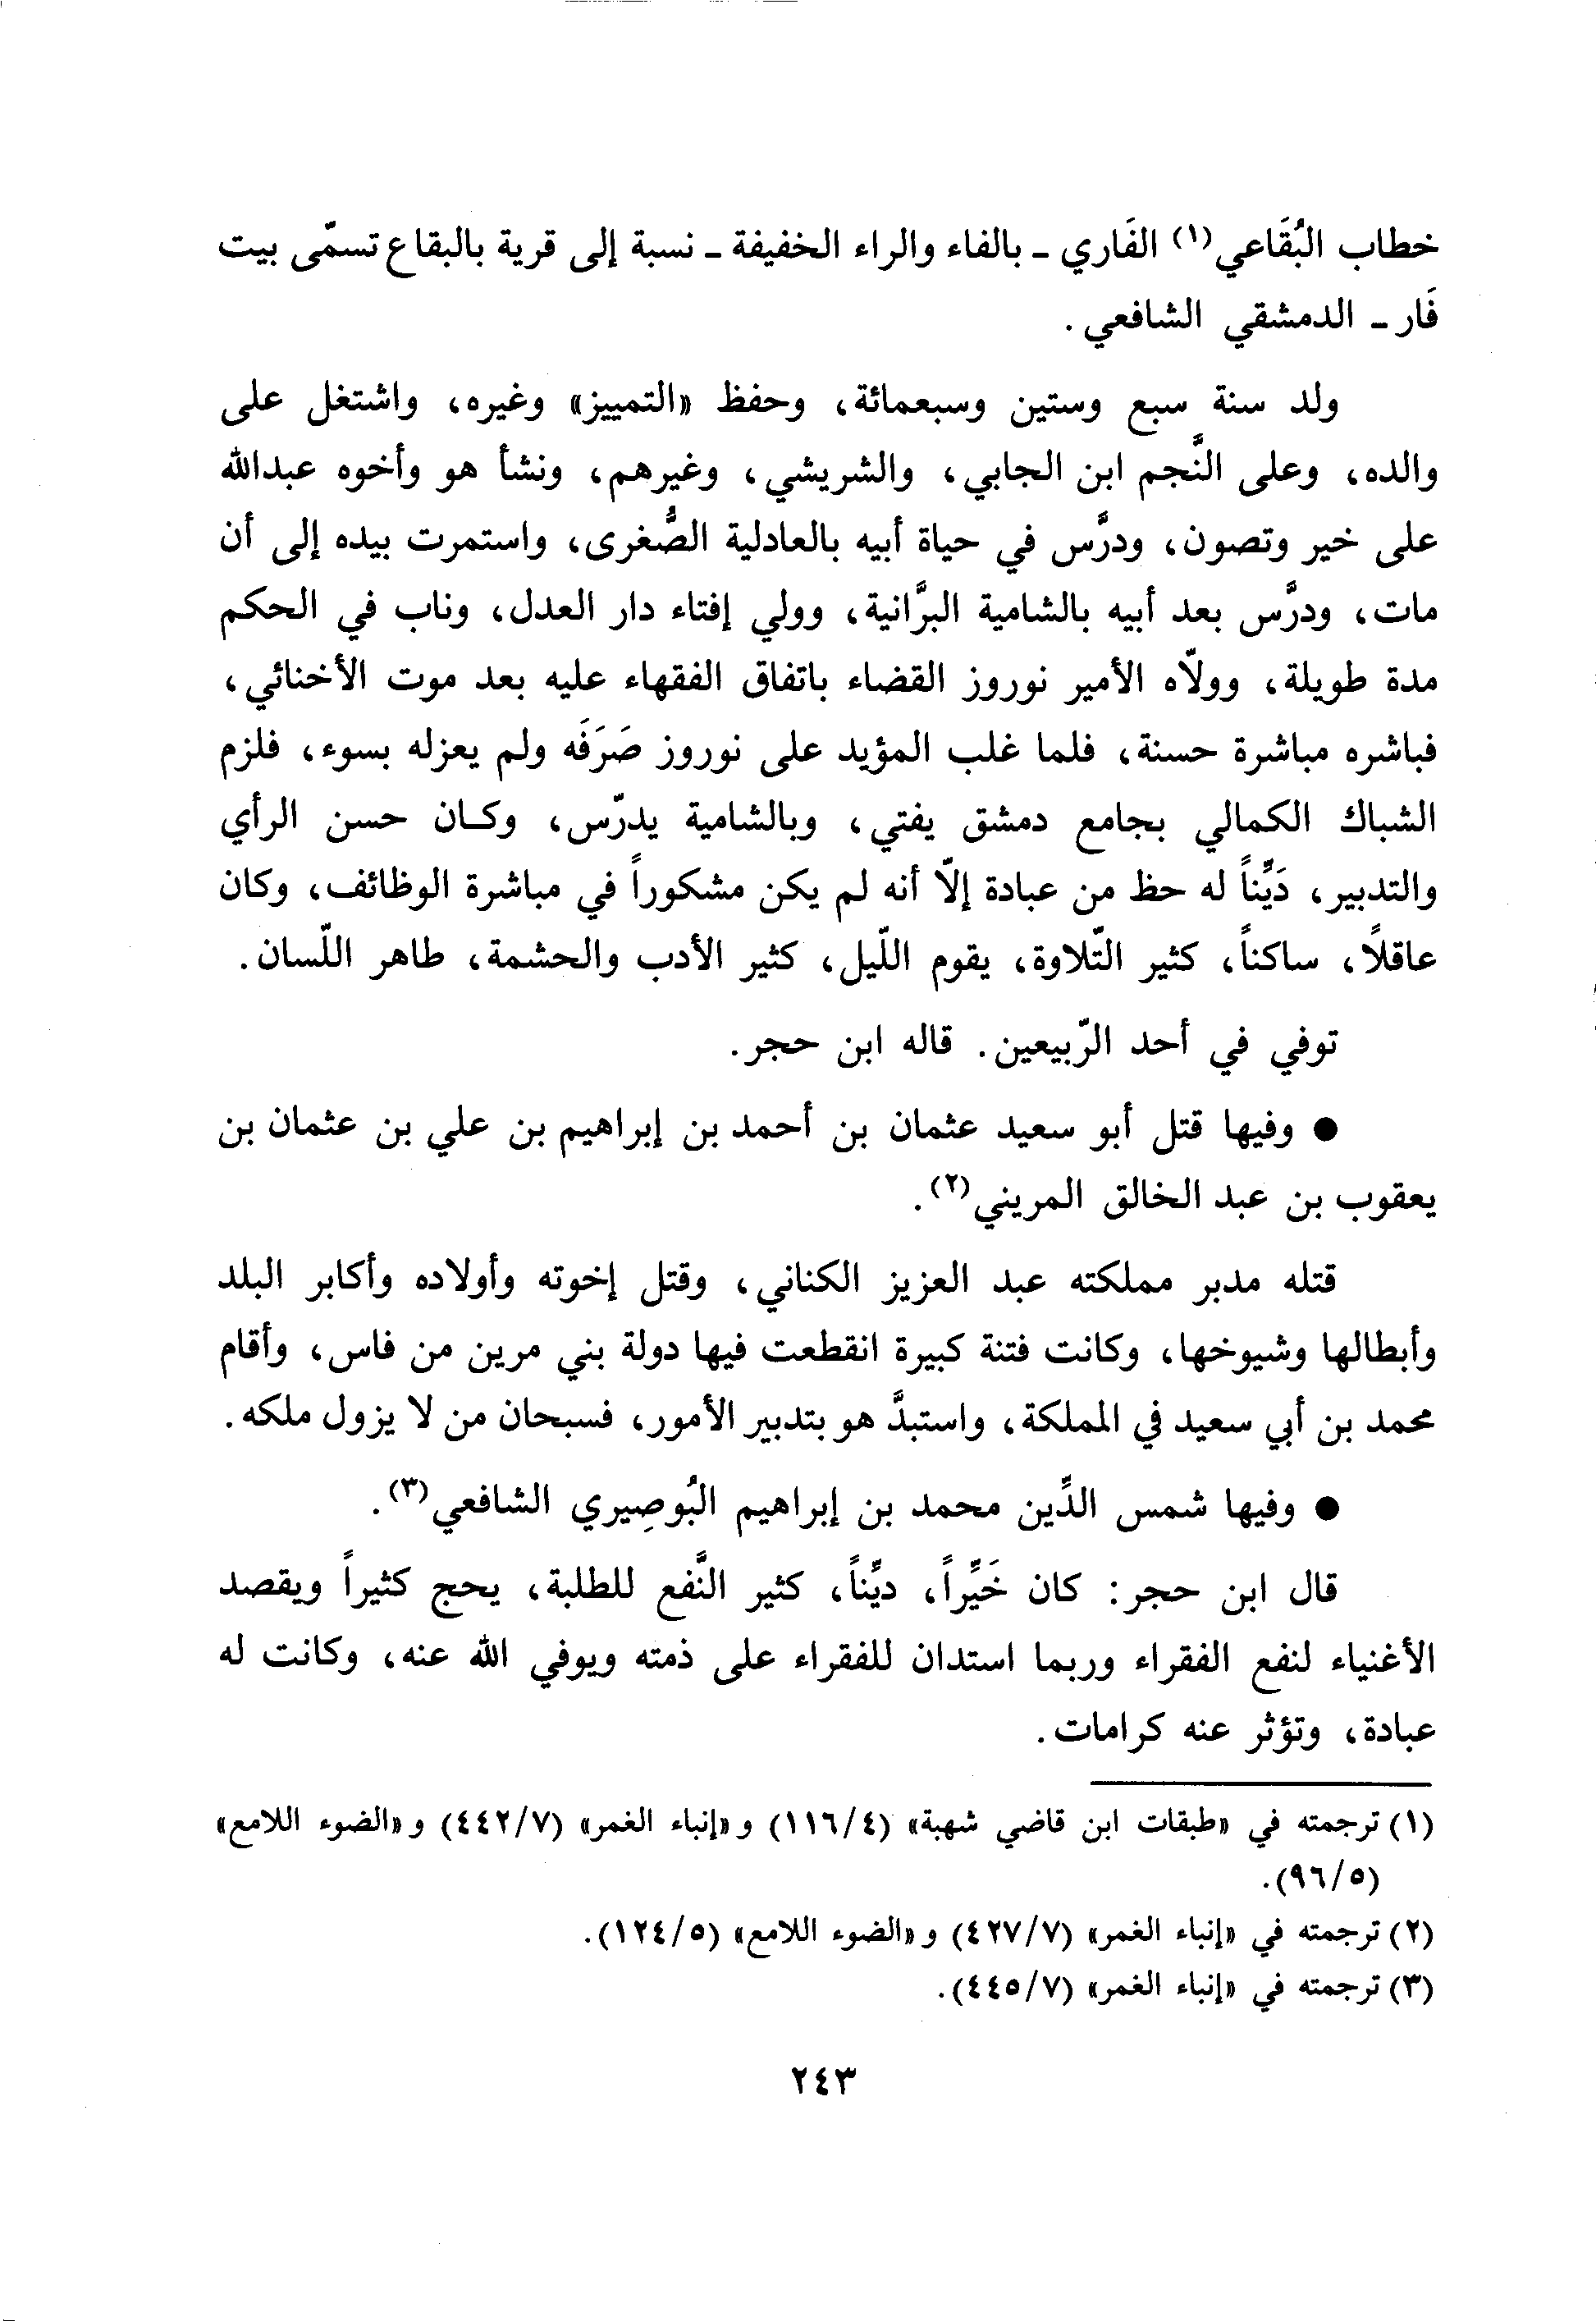 خطاب البُقَاعي(١) الفَاري - بالفاء والراء الخفيفة - نسبة إلى قرية بالبقاع تسمّى بيت
فَار - الدمشقي الشافعي.
ولد سنة سبع وستين وسبعمائة، وحفظ «التمييز» وغيره، واشتغل على
والده، وعلى النَّجم ابن الجابي، والشريشي، وغيرهم، ونشأ هو وأخوه عبدالله
على خير وتصون، ودرَّس في حياة أبيه بالعادلية الصُّغرى، واستمرت بيده إلى أن
مات، ودرَّس بعد أبيه بالشامية البرَّانية، وولي إفتاء دار العدل، وناب في الحكم
مدة طويلة، وولاّه الأمير نوروز القضاء باتفاق الفقهاء عليه بعد موت الأخنائي،
فباشره مباشرة حسنة، فلما غلب المؤيد على نوروز صَرَفَه ولم يعزله بسوء، فلزم
الشباك الكمالي بجامع دمشق يفتي، وبالشامية يدرّس، وكـان حسن الرأي
والتدبير، دَيِّناً له حظ من عبادة إلاّ أنه لم يكن مشكوراً في مباشرة الوظائف، وكان
عاقلاً، ساكناً، كثير التّلاوة، يقوم اللّيل، كثير الأدب والحشمة، طاهر اللّسان.
توفي في أحد الرّبيعين. قاله ابن حجر.
● وفيها قتل أبو سعيد عثمان بن أحمد بن إبراهيم بن علي بن عثمان بن
يعقوب بن عبد الخالق المريني(٢).
قتله مدبر مملكته عبد العزيز الكناني، وقتل إخوته وأولاده وأكابر البلد
وأبطالها وشيوخها، وكانت فتنة كبيرة انقطعت فيها دولة بني مرين من فاس، وأقام
محمد بن أبي سعيد في المملكة، واستبدَّ هو بتدبير الأمور، فسبحان من لا يزول ملكه.
● وفيها شمس الدِّين محمد بن إبراهيم البُوصِيري الشافعي(٣).
قال ابن حجر: كان خَيِّراً، ديِّناً، كثير النَّفع للطلبة، يحج كثيراً ويقصد
الأغنياء لنفع الفقراء وربما استدان للفقراء على ذمته ويوفي الله عنه، وكانت له
عبادة، وتؤثر عنه كرامات.
(١) ترجمته في «طبقات ابن قاضي شهبة» (١١٦/٤) و«إنباء الغمر» (٤٤٢/٧) و«الضوء اللامع»
(٩٦/٥).
(٢) ترجمته في «إنباء الغمر» (٤٢٧/٧) و«الضوء اللامع» (١٢٤/٥).
(٣) ترجمته في «إنباء الغمر» (٤٤٥/٧).
٢٤٣